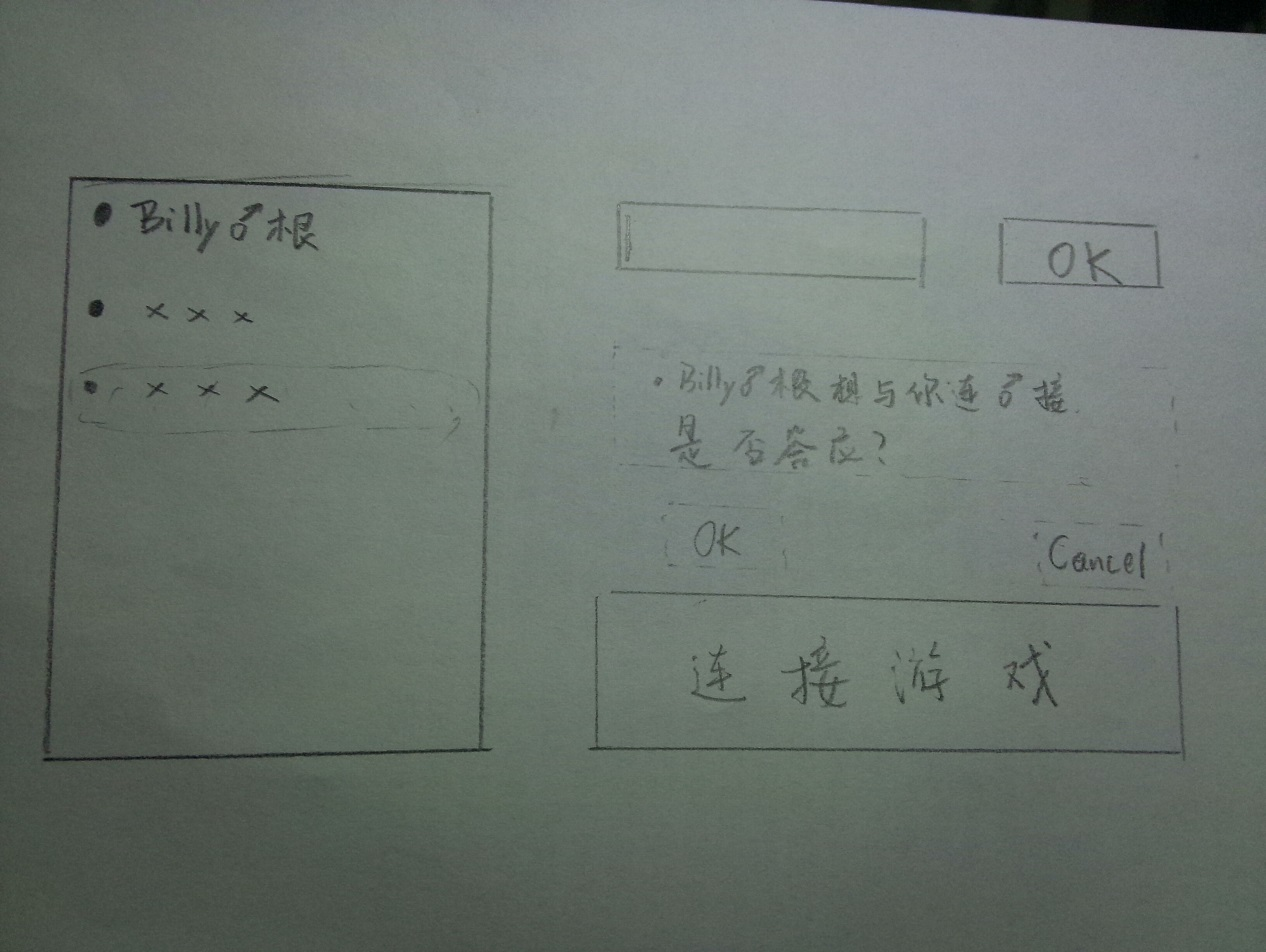 ● Billy♂根
● × × ×
● × × ×
OK
• Billy♂根想与你连♂接.
是否答应?
OK
Cancel
连接游戏